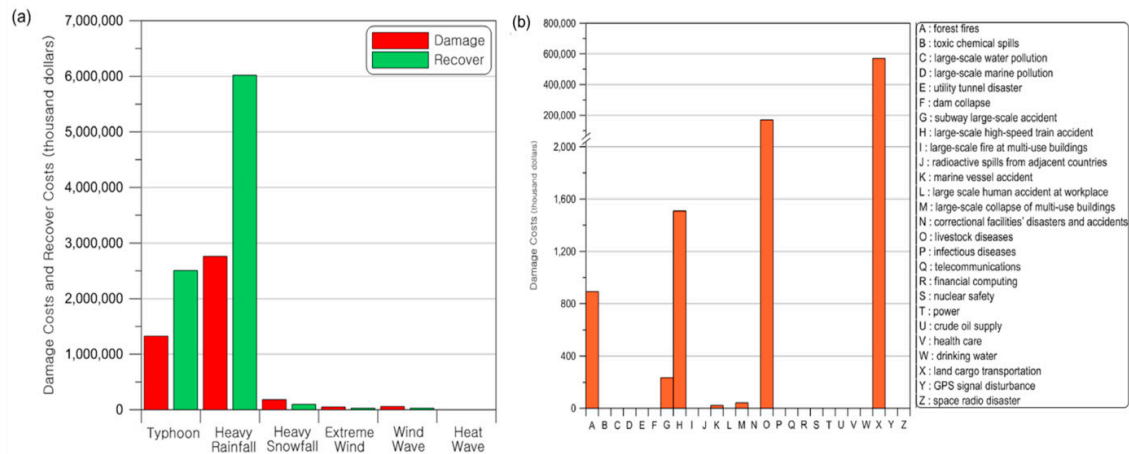 (a)
Damage Costs and Recover Costs (thousand dollars)
7,000,000
6,000,000
5,000,000
4,000,000
3,000,000
2,000,000
1,000,000
0
Damage
Recover
Typhoon
Heavy
Rainfall
Heavy
Snowfall
Extreme
Wind
Wind
Wave
Heat
Wave
(b)
Damage Costs (thousand dollars)
800,000
600,000
400,000
200,000
2,000
1,600
1,200
800
400
0
A B C D E F G H I J K L M N O P Q R S T U V W X Y Z
A : forest fires
B : toxic chemical spills
C : large-scale water pollution
D : large-scale marine pollution
E : utility tunnel disaster
F : dam collapse
G : subway large-scale accident
H : large-scale high-speed train accident
I : large-scale fire at multi-use buildings
J : radioactive spills from adjacent countries
K : marine vessel accident
L : large scale human accident at workplace
M : large-scale collapse of multi-use buildings
N : correctional facilities' disasters and accidents
O : livestock diseases
P : infectious diseases
Q : telecommunications
R : financial computing
S : nuclear safety
T : power
U : crude oil supply
V : health care
W : drinking water
X : land cargo transportation
Y : GPS signal disturbance
Z : space radio disaster